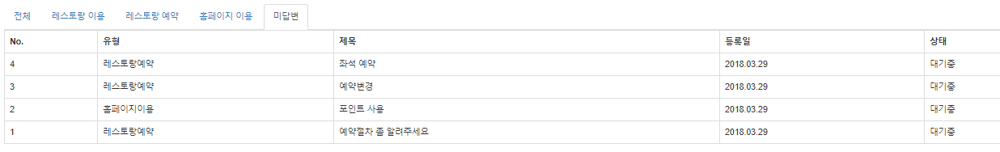 전체 레스토랑 이용 레스토랑 예약 홈페이지 이용 미답변
No. 유형 제목 등록일 상태
4 레스토랑예약 좌석 예약 2018.03.29 대기중
3 레스토랑예약 예약변경 2018.03.29 대기중
2 홈페이지이용 포인트 사용 2018.03.29 대기중
1 레스토랑예약 예약절차 좀 알려주세요 2018.03.29 대기중